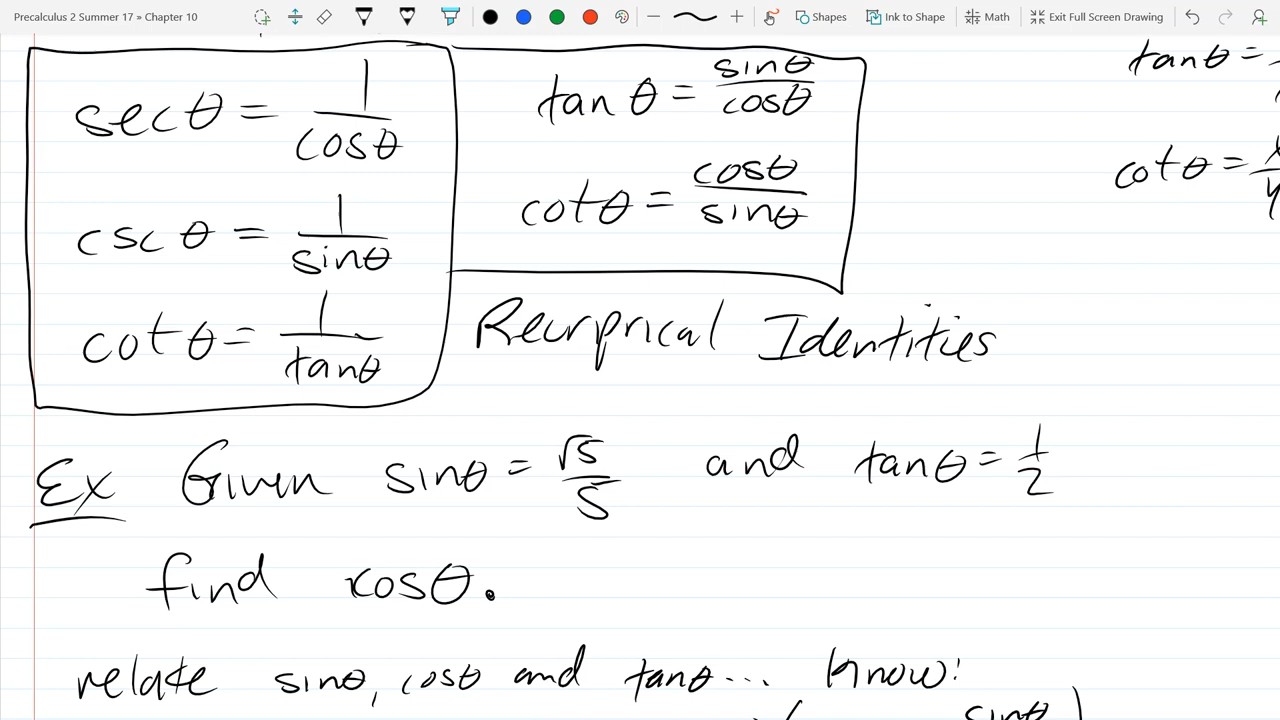 Precalculus 2 Summer 17 » Chapter 10 Shapes Ink to Shape Math Exit Full Screen Drawing
secθ = 1/cosθ
cscθ = 1/sinθ
cotθ = 1/tanθ
tanθ = sinθ/cosθ
cotθ = cosθ/sinθ
tanθ =
cotθ = x/y
Recrprical Identities
Ex Given sinθ = √5/5 and tanθ = 1/2
find cosθ.
relate sinθ, cosθ and tanθ... know:
sinθ